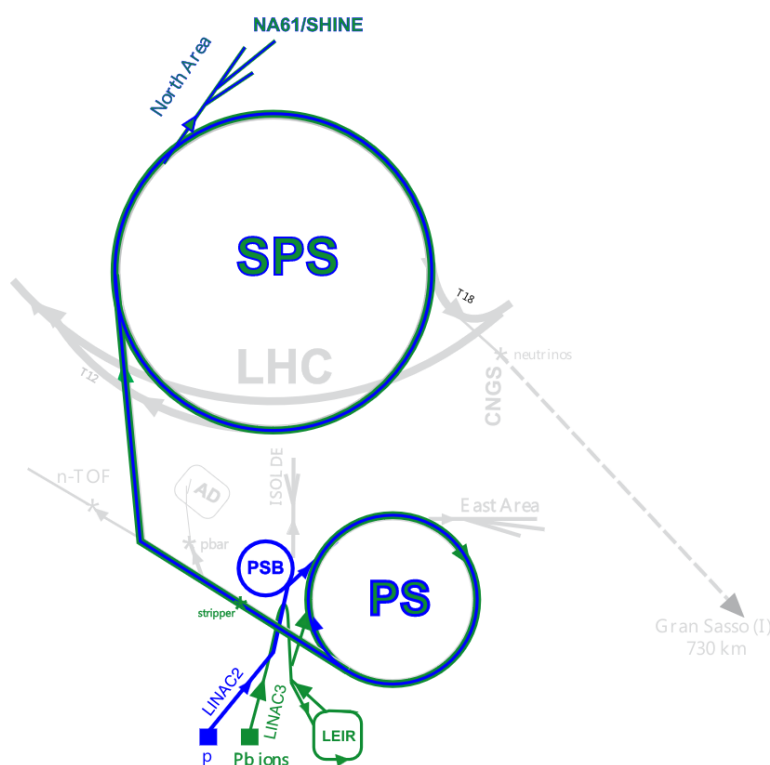 NA61/SHINE
North Area
SPS
T18
LHC
neutrinos
T12
CNGS
n-TOF
AD
ISOLDE
East Area
pbar
PSB
PS
stripper
Gran Sasso (I)
730 km
LINAC2
LINAC3
LEIR
p
Pb ions